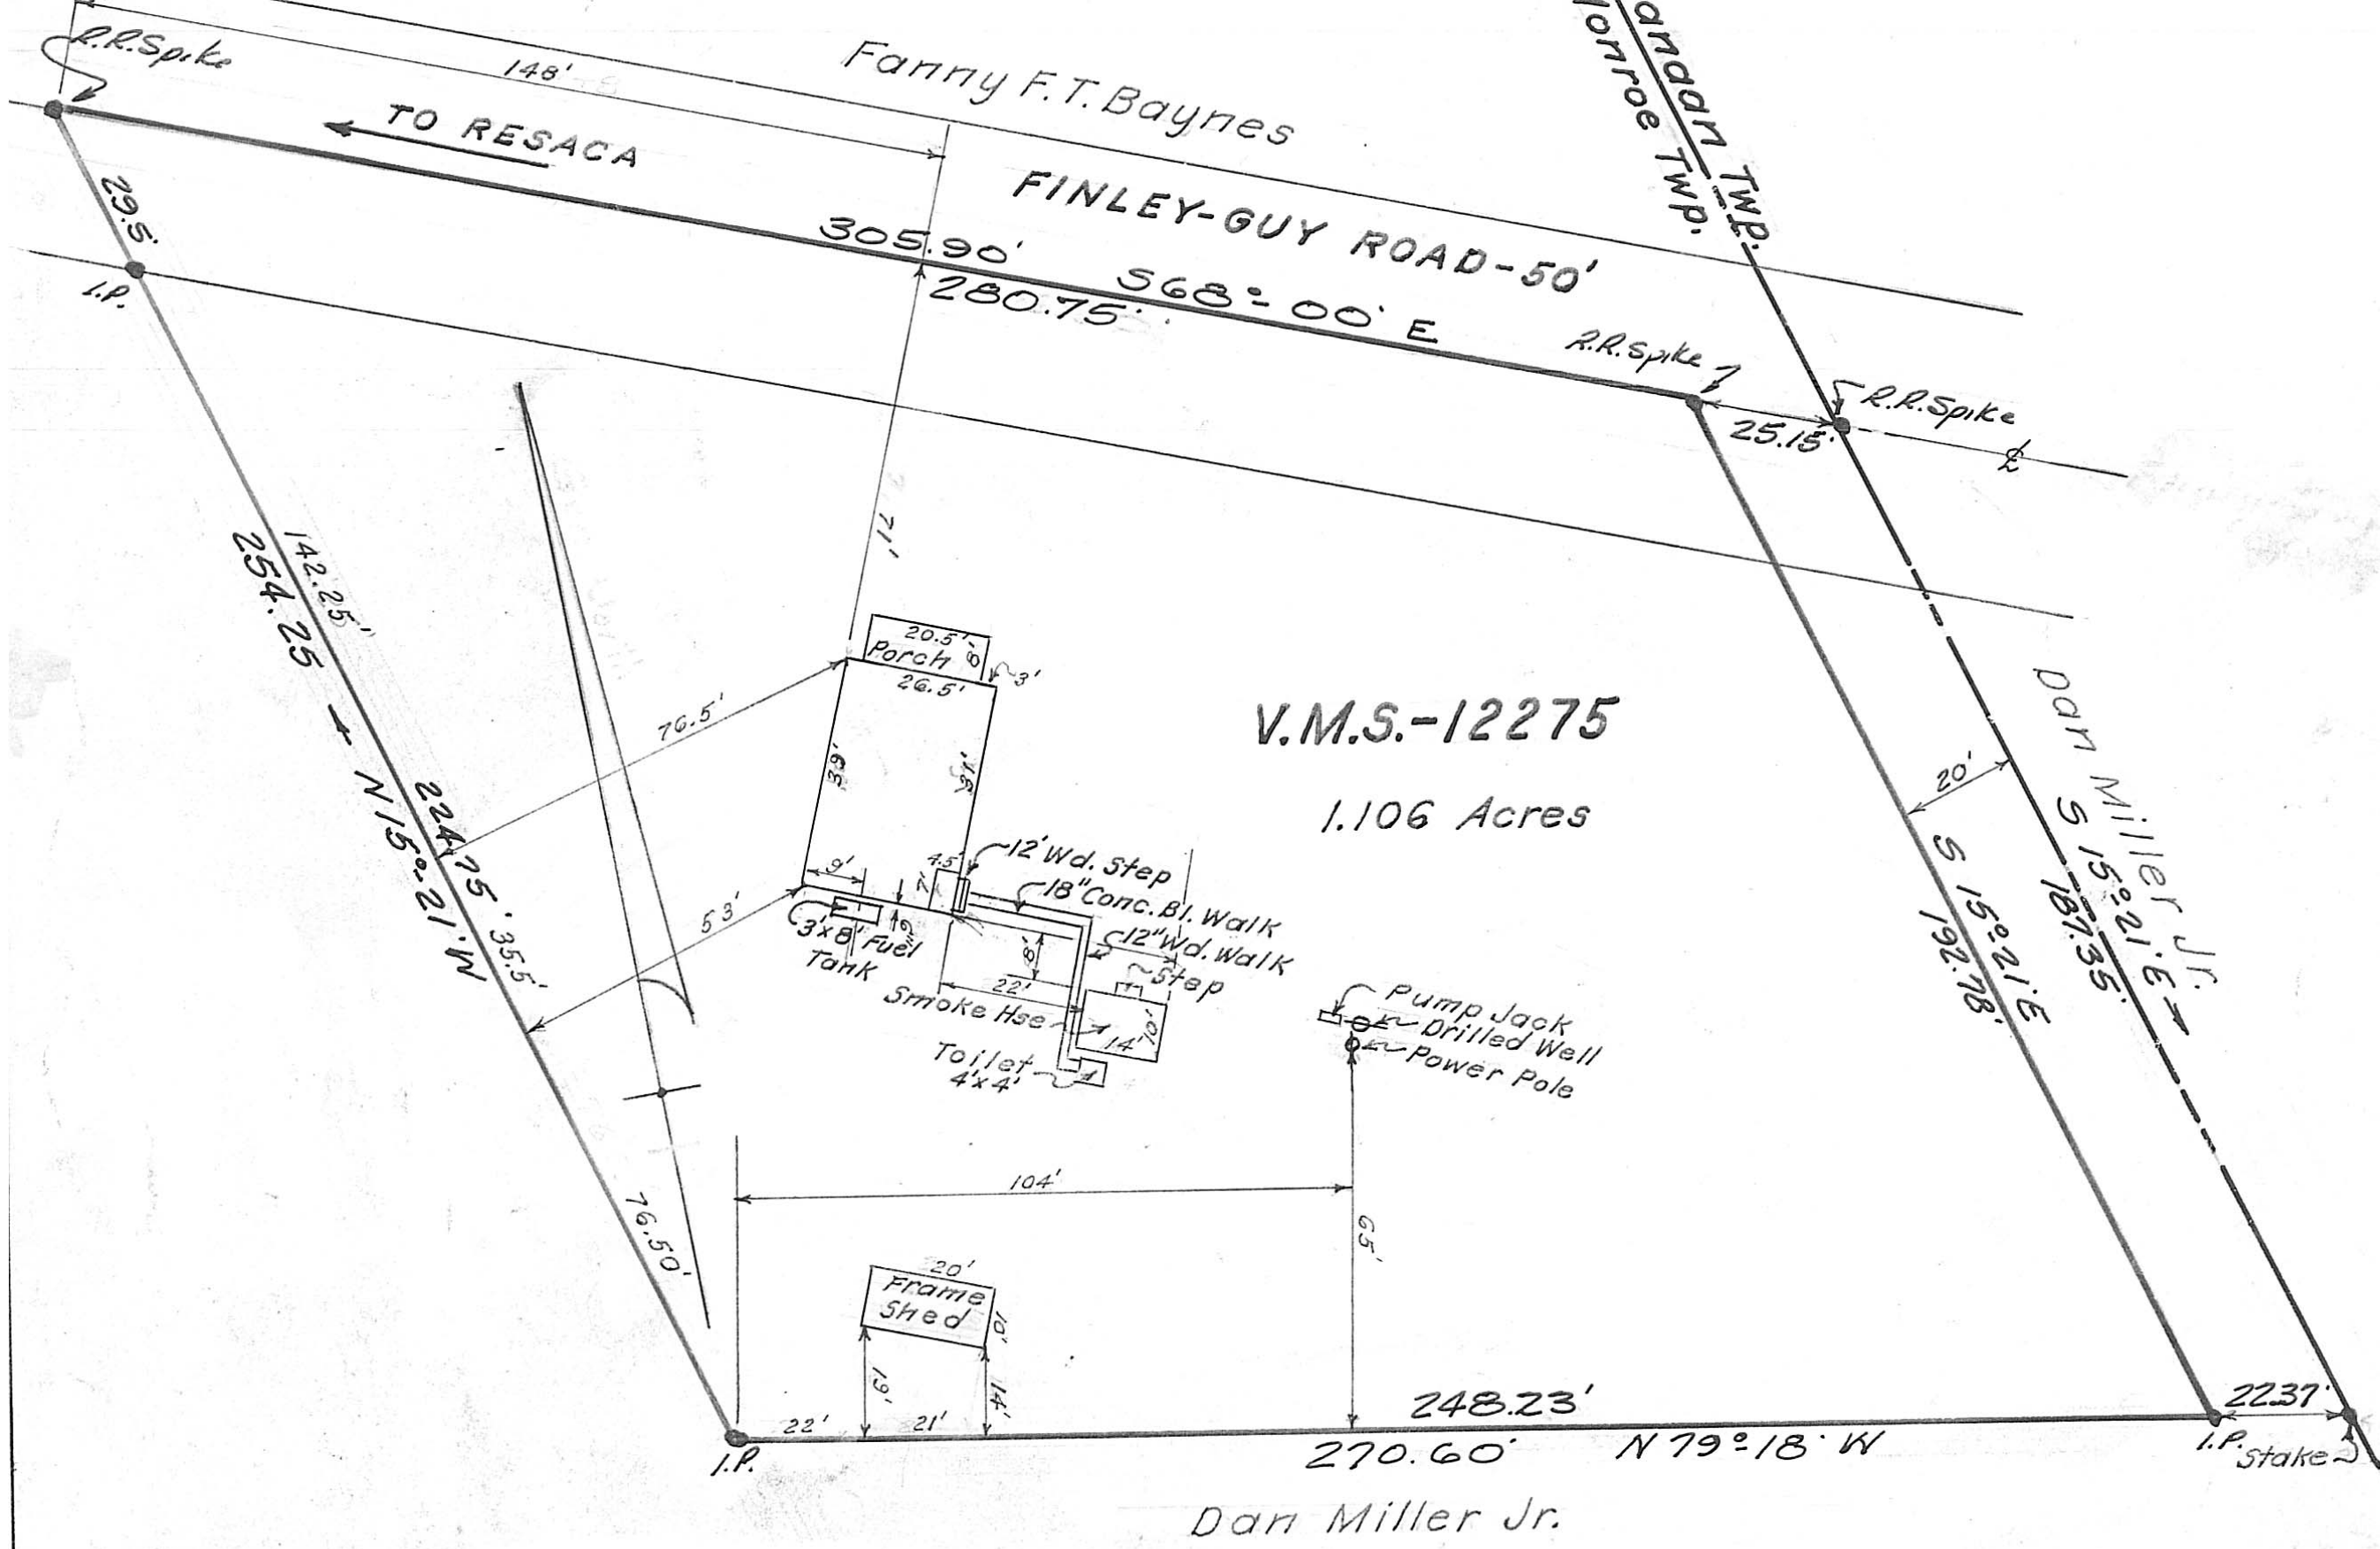 R.R.Spike
148'
Fanny F.T. Baynes
Monroe Twp.
TO RESACA
FINLEY-GUY ROAD-50'
29.5'
305.90' S68°-00' E
280.75'
I.P.
R.R.Spike
R.R.Spike
25.15'
71'
142.25'
254.25
N15°-21'W
224.75'
35.5'
76.50'
20.5'
Porch 8'
26.5'
3'
76.5'
39'
V.M.S.-12275
1.106 Acres
Dan Miller Jr.
S 15°21'E
187.35'
20'
S 15°21'E
192.78'
9'
4.5'
7'
12" Wd. Step
18" Conc. Bl. Walk
12" Wd. Walk
Step
53'
3'x8' Fuel
Tank
8'
22'
Smoke Hse
14'
10'
Toilet
4'x4'
Pump Jack
Drilled Well
Power Pole
104'
65'
20'
Frame
Shed
10'
19'
14'
22'
21'
248.23'
22.37'
I.P.
270.60' N79°-18' W
I.P.
Stake
Dan Miller Jr.